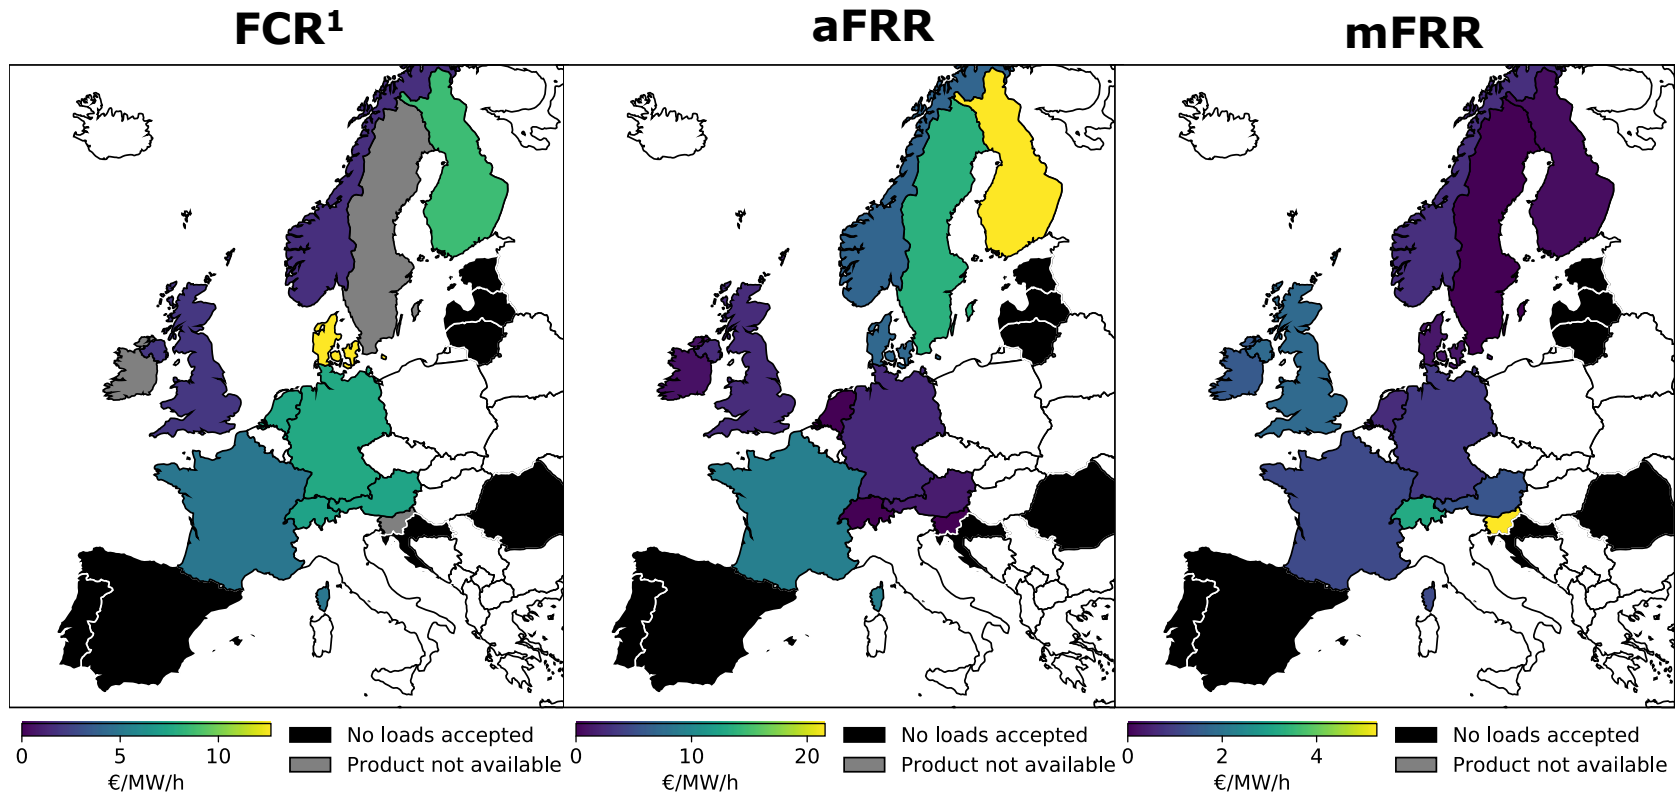 FCR¹ aFRR mFRR
0 5 10 No loads accepted 0 10 20 No loads accepted 0 2 4 No loads accepted
€/MW/h Product not available €/MW/h Product not available €/MW/h Product not available